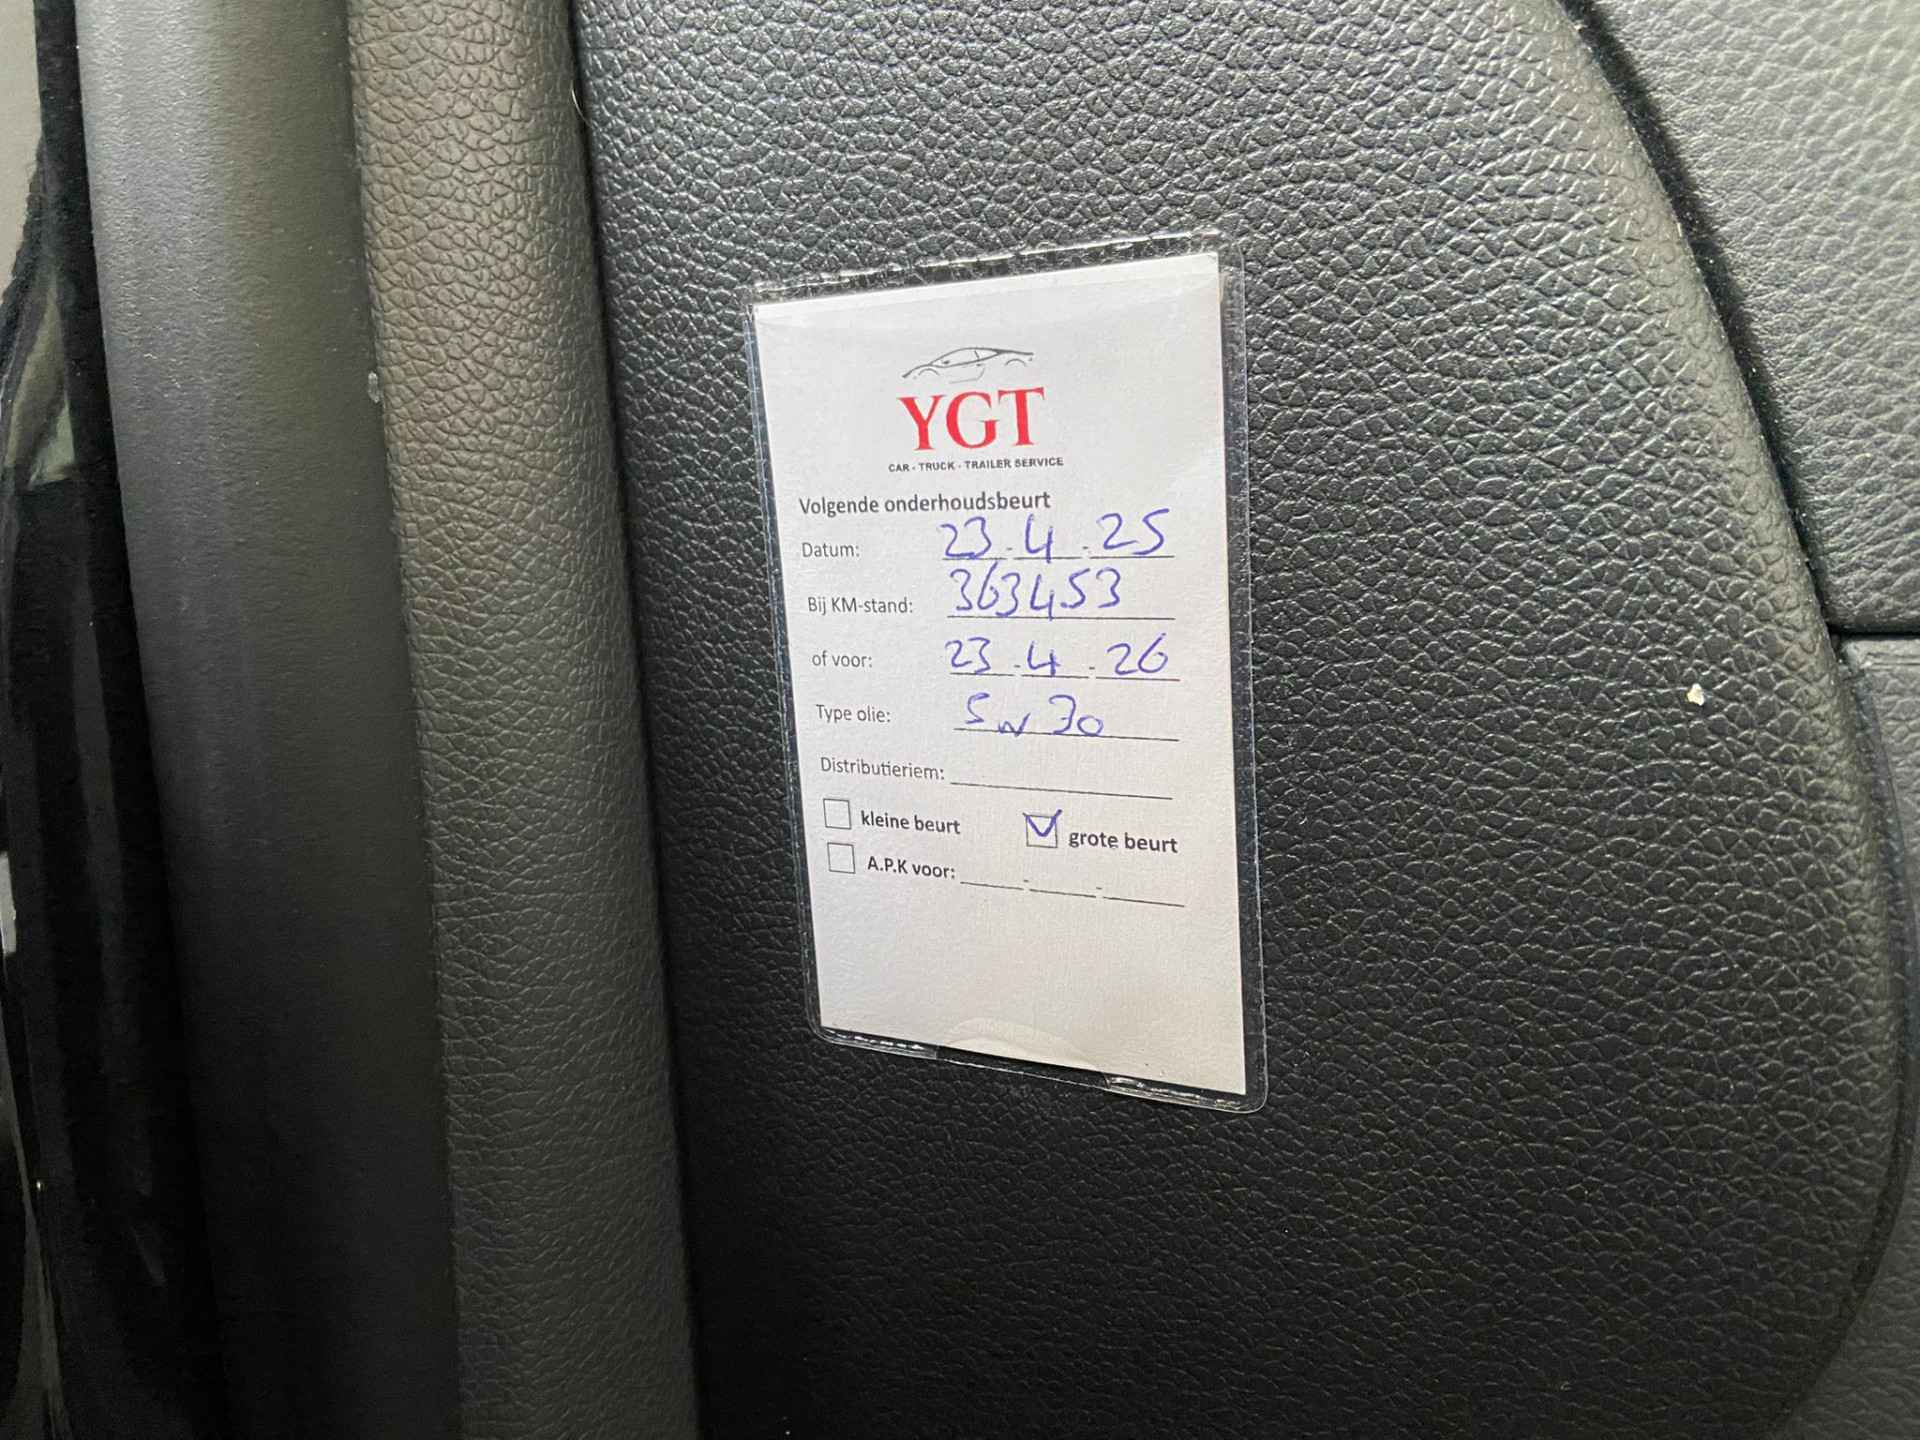 YGT
CAR - TRUCK - TRAILER SERVICE
Volgende onderhoudsbeurt
Datum: 23-4-25
Bij KM-stand: 363453
of voor: 23-4-26
Type olie: 5w30
Distributieriem:
kleine beurt grote beurt
A.P.K voor: